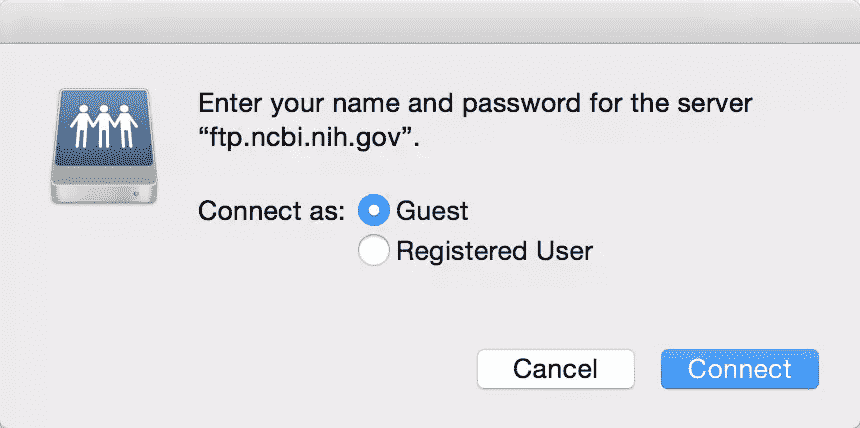 Enter your name and password for the server
“ftp.ncbi.nih.gov”.
Connect as: Guest
Registered User
Cancel Connect